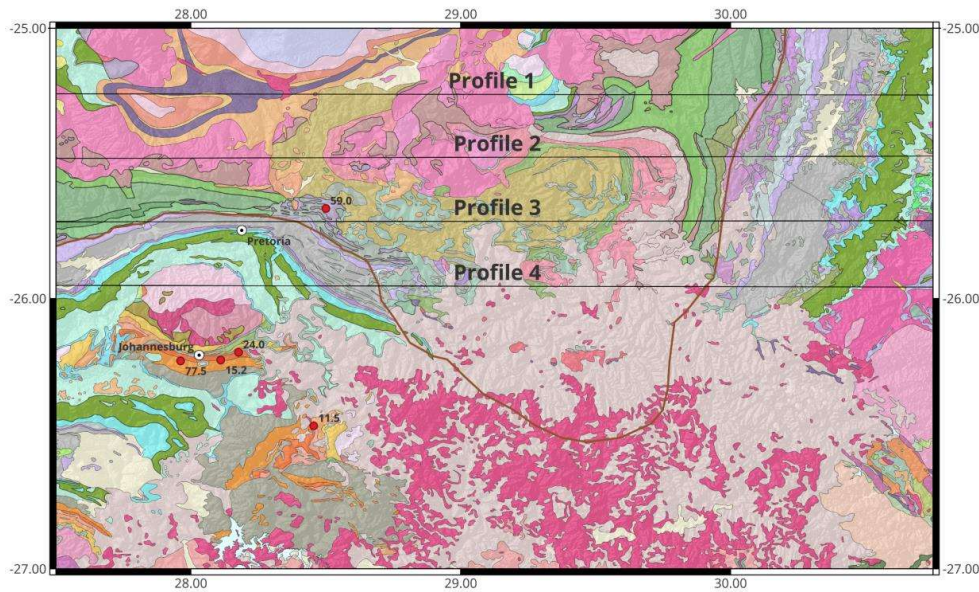 28.00 29.00 30.00
-25.00 -25.00
Profile 1
Profile 2
59.0
Profile 3
Pretoria
Profile 4
-26.00 -26.00
Johannesburg
24.0
77.5 15.2
11.5
-27.00 -27.00
28.00 29.00 30.00